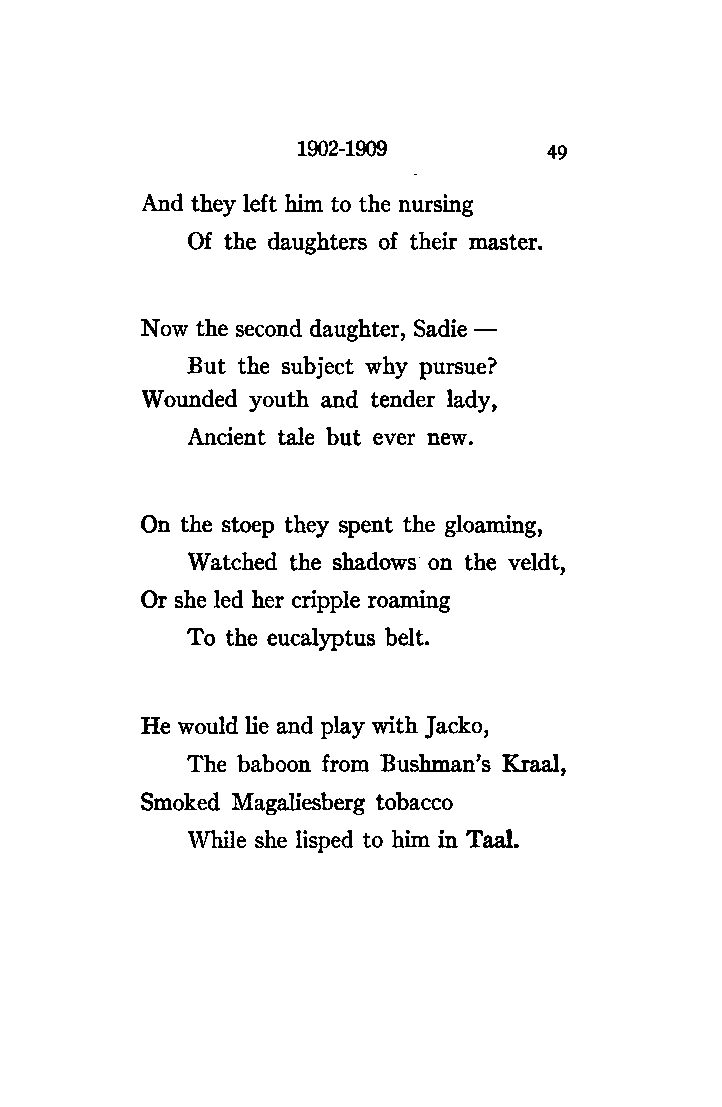 1902-1909 49
And they left him to the nursing
Of the daughters of their master.
Now the second daughter, Sadie —
But the subject why pursue?
Wounded youth and tender lady,
Ancient tale but ever new.
On the stoep they spent the gloaming,
Watched the shadows on the veldt,
Or she led her cripple roaming
To the eucalyptus belt.
He would lie and play with Jacko,
The baboon from Bushman's Kraal,
Smoked Magaliesberg tobacco
While she lisped to him in Taal.